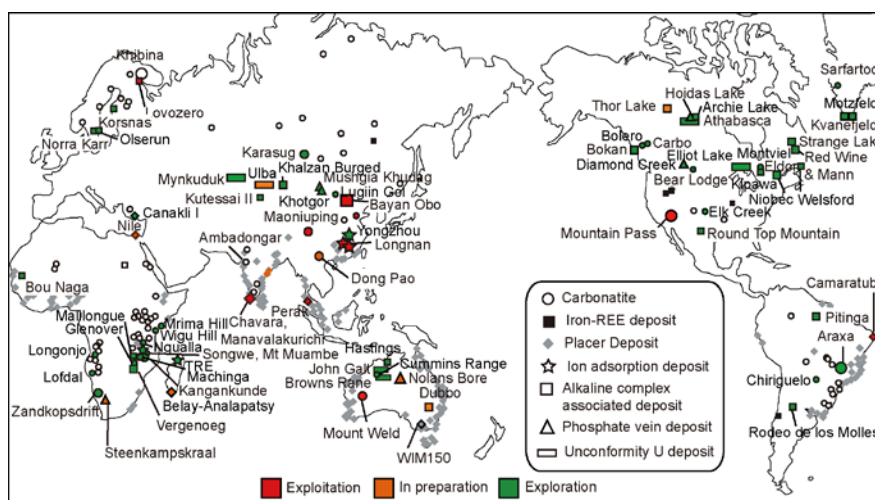 Khibina
Lovozero
Korsnas
Norra Karr
Olserun
Karasug
Khalzan Burged
Mushgia Khudag
Ulba
Mynkuduk
Lugiin Gol
Kutessai II
Khotgor
Bayan Obo
Maoniuping
Canakli I
Nile
Yongzhou
Longnan
Ambadongar
Dong Pao
Bou Naga
Perak
Chavara,
Manavalakurichi
Mailongue
Glenover
Mrima Hill
Wigu Hill
Ngualla
Longonjo
Songwe, Mt Muambe
TRE
Machinga
Lofdal
Kangankunde
Zandkopsdrift
Belay-Analapatsy
Vergenoeg
Steenkampskraal
Hastings
John Galt
Cummins Range
Browns Rane
Nolans Bore
Dubbo
Mount Weld
WIM150
Sarfartoq
Hoidas Lake
Thor Lake
Archie Lake
Motzfeld
Athabasca
Kvanefjeld
Bolero
Carbo
Strange Lake
Bokan
Elliot Lake
Montviel
Red Wine
Diamond Creek
Eldor
& Mann
Bear Lodge
Kipawa
Niobec Welsford
Elk Creek
Mountain Pass
Round Top Mountain
Camaratuba
Pitinga
Araxa
Chiriguelo
Rodeo de los Molles
Carbonatite
Iron-REE deposit
Placer Deposit
Ion adsorption deposit
Alkaline complex
associated deposit
Phosphate vein deposit
Unconformity U deposit
Exploitation
In preparation
Exploration